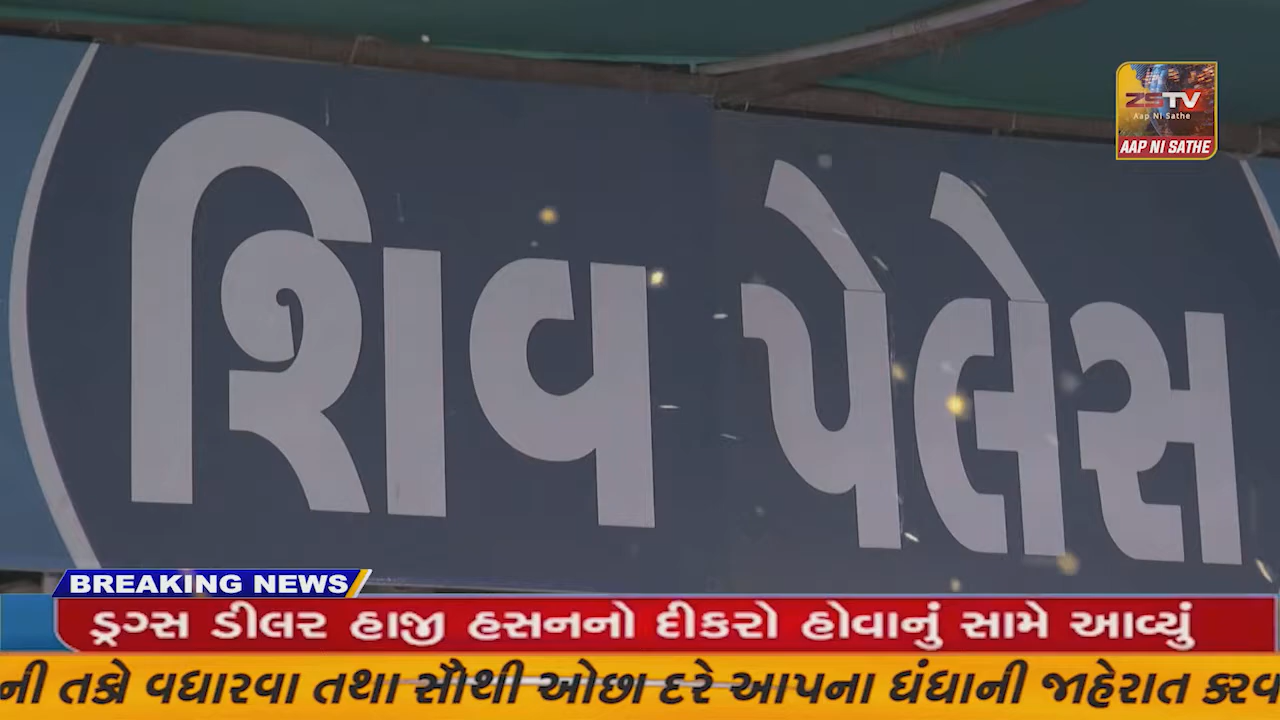 શિવ પેલેસ
ZSTV
Aap Ni Sathe
AAP NI SATHE
BREAKING NEWS
ડ્રગ્સ ડીલર હાજી હસનનો દીકરો હોવાનું સામે આવ્યું
ની તકો વધારવા તથા સૌથી ઓછા દરે આપના ધંધાની જાહેરાત કરવ